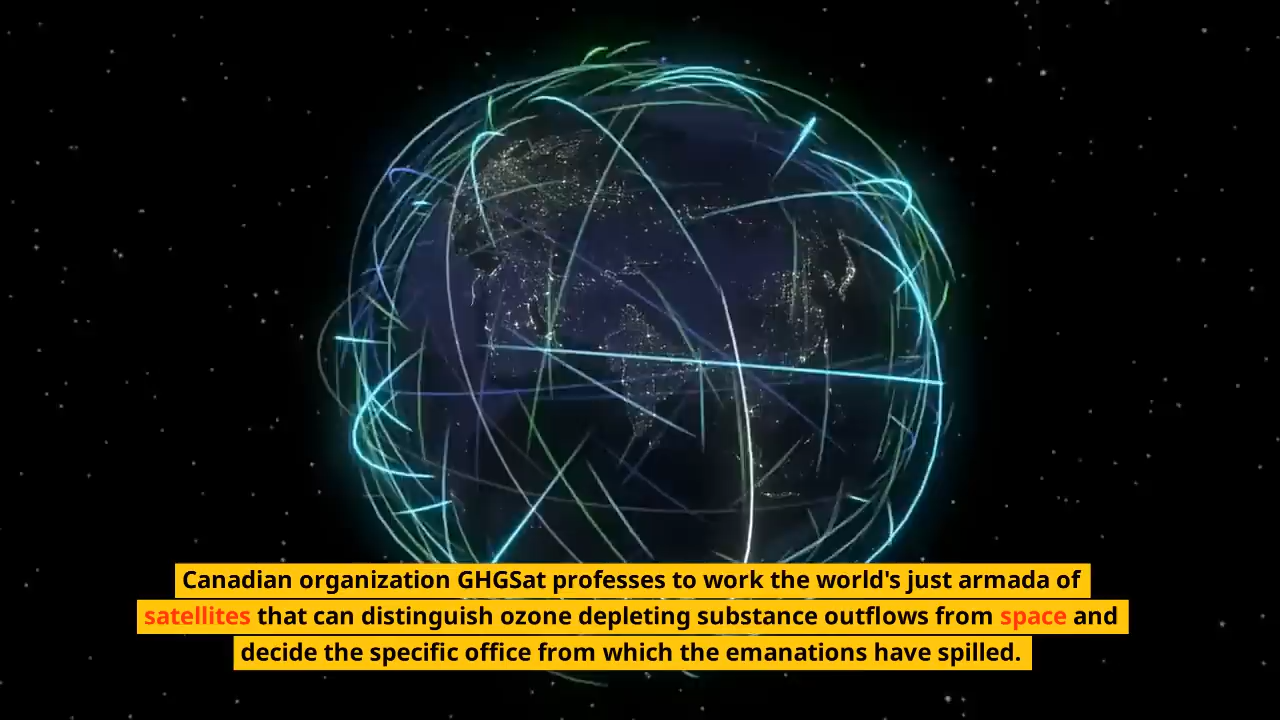 Canadian organization GHGSat professes to work the world's just armada of
satellites that can distinguish ozone depleting substance outflows from space and
decide the specific office from which the emanations have spilled.